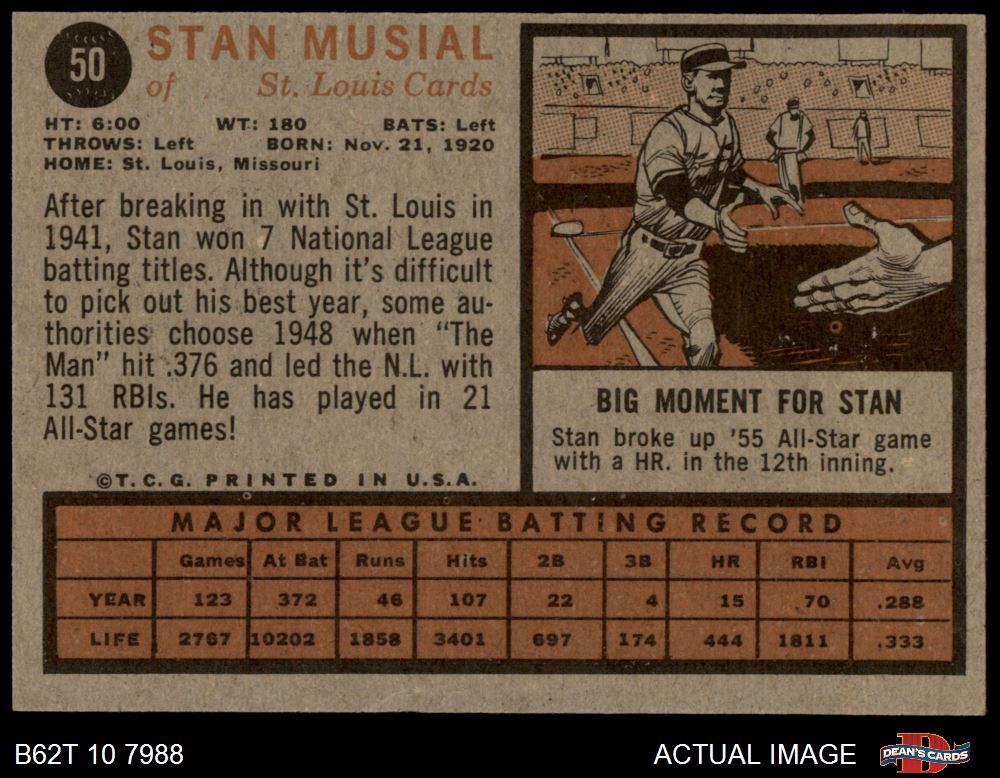 50
STAN MUSIAL
of St. Louis Cards
HT: 6:00 WT: 180 BATS: Left
THROWS: Left BORN: Nov. 21, 1920
HOME: St. Louis, Missouri
After breaking in with St. Louis in
1941, Stan won 7 National League
batting titles. Although it's difficult
to pick out his best year, some au-
thorities choose 1948 when "The
Man" hit .376 and led the N.L. with
131 RBIs. He has played in 21
All-Star games!
©T.C.G. PRINTED IN U.S.A.
BIG MOMENT FOR STAN
Stan broke up '55 All-Star game
with a HR. in the 12th inning.
MAJOR LEAGUE BATTING RECORD
Games At Bat Runs Hits 2B 3B HR RBI Avg
YEAR 123 372 46 107 22 4 15 70 .288
LIFE 2767 10202 1858 3401 697 174 444 1811 .333
B62T 10 7988 ACTUAL IMAGE DEAN'S CARDS